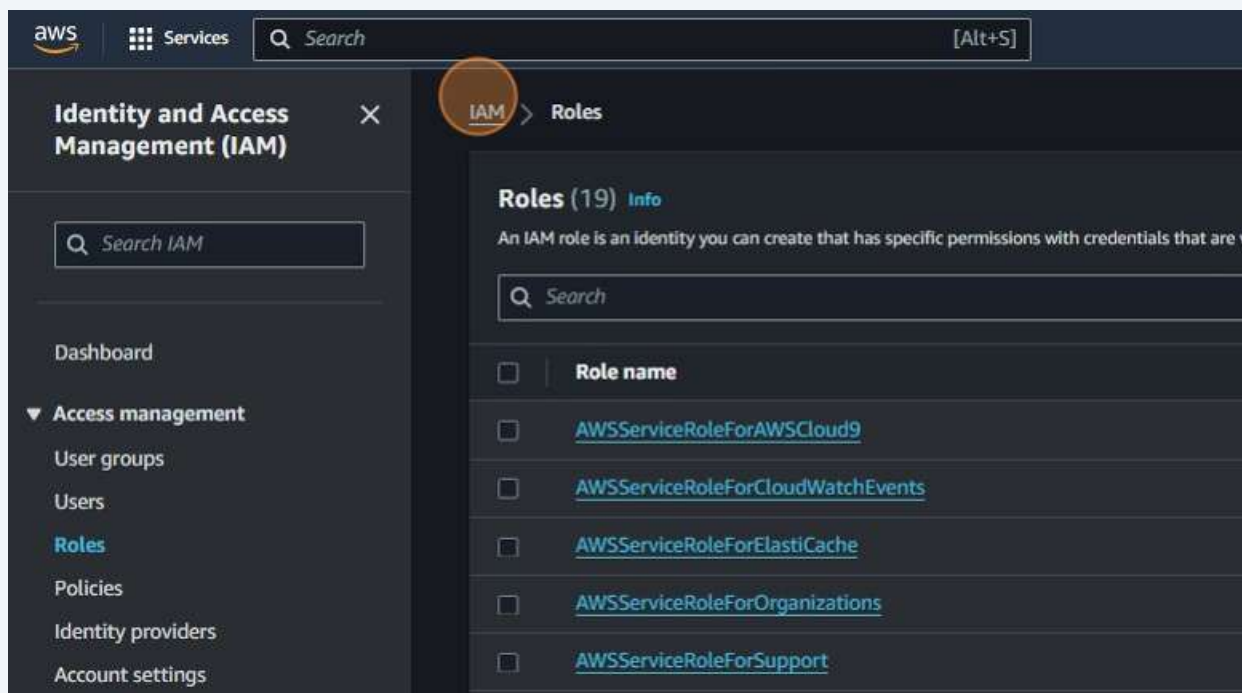 aws Services Search [Alt+S]
Identity and Access
Management (IAM)
Search IAM
Dashboard
Access management
User groups
Users
Roles
Policies
Identity providers
Account settings
IAM > Roles
Roles (19) Info
An IAM role is an identity you can create that has specific permissions with credentials that are
Search
Role name
AWSServiceRoleForAWSCloud9
AWSServiceRoleForCloudWatchEvents
AWSServiceRoleForElastiCache
AWSServiceRoleForOrganizations
AWSServiceRoleForSupport